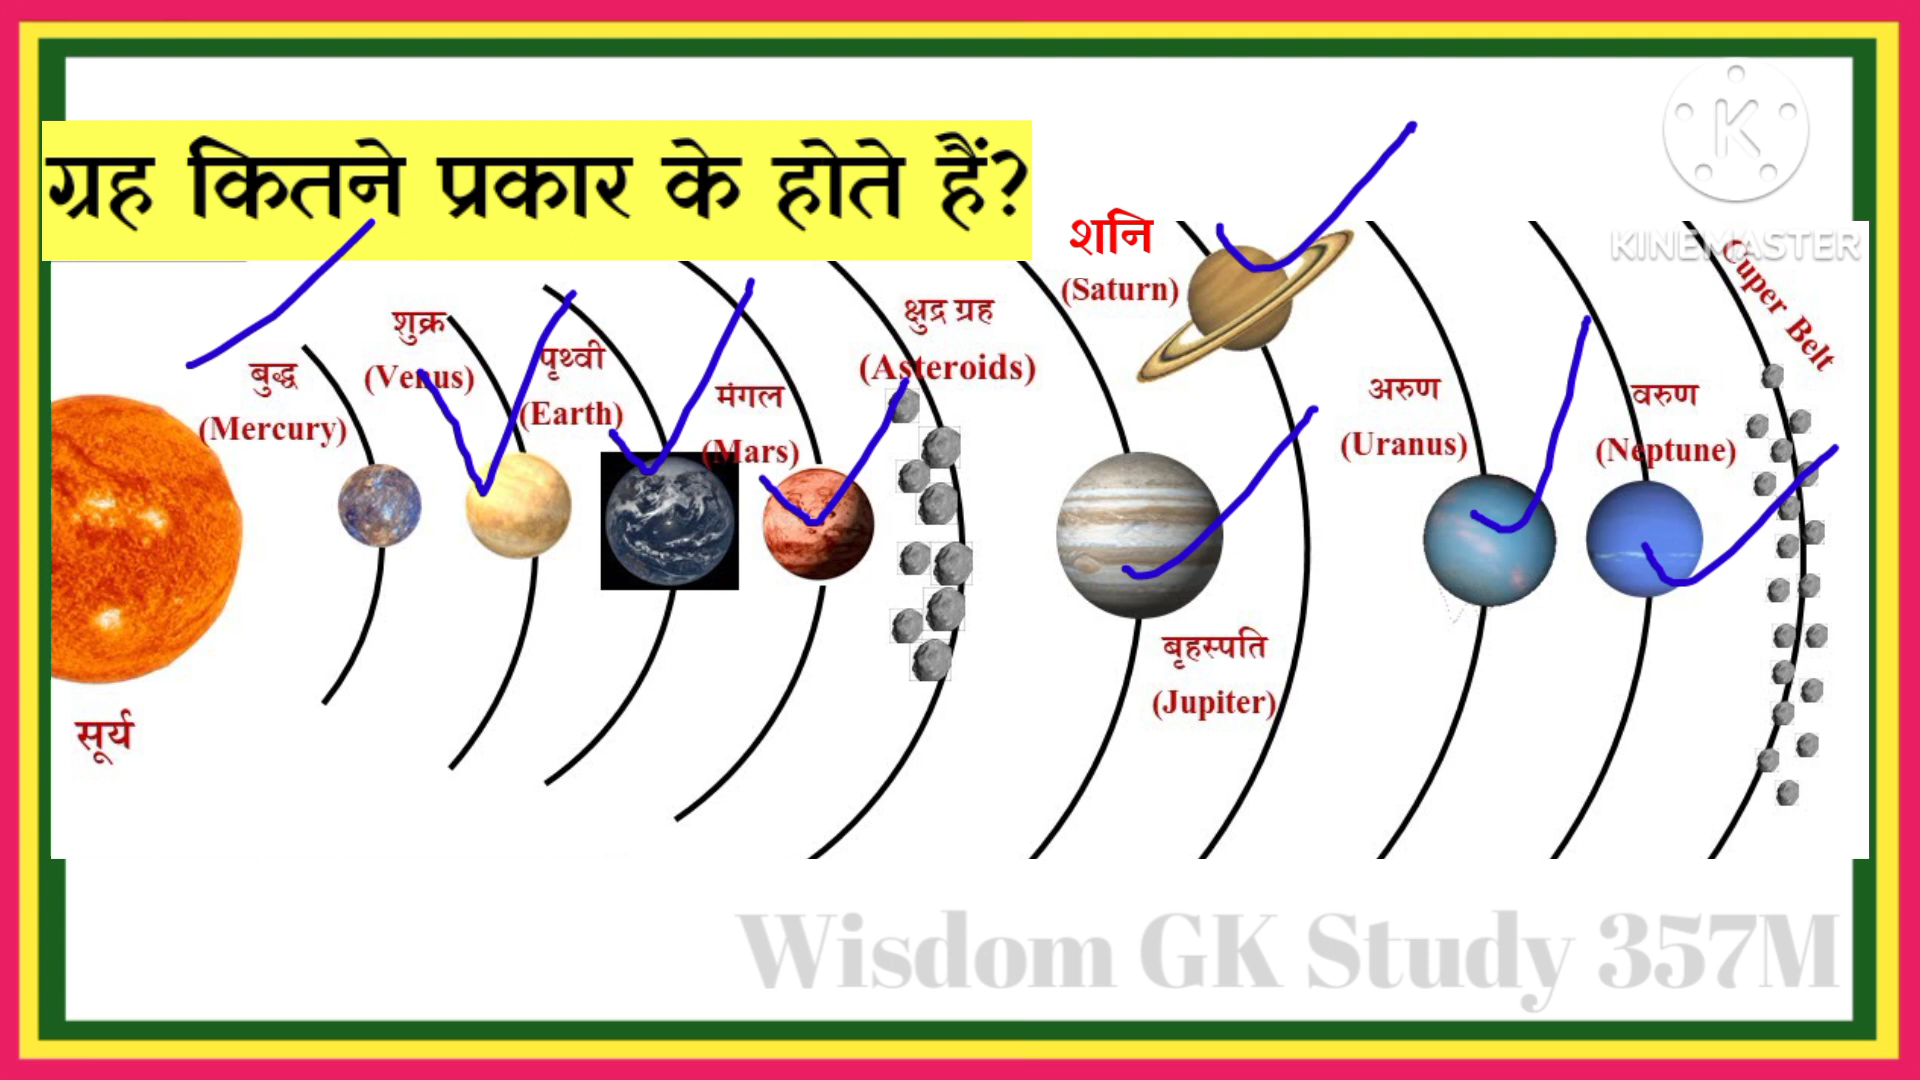 ग्रह कितने प्रकार के होते हैं?
K
KINEMASTER
शनि
(Saturn)
Cuper Belt
शुक्र
(Venus)
बुद्ध
(Mercury)
पृथ्वी
(Earth)
मंगल
(Mars)
क्षुद्र ग्रह
(Asteroids)
अरुण
(Uranus)
वरुण
(Neptune)
बृहस्पति
(Jupiter)
सूर्य
Wisdom GK Study 357M